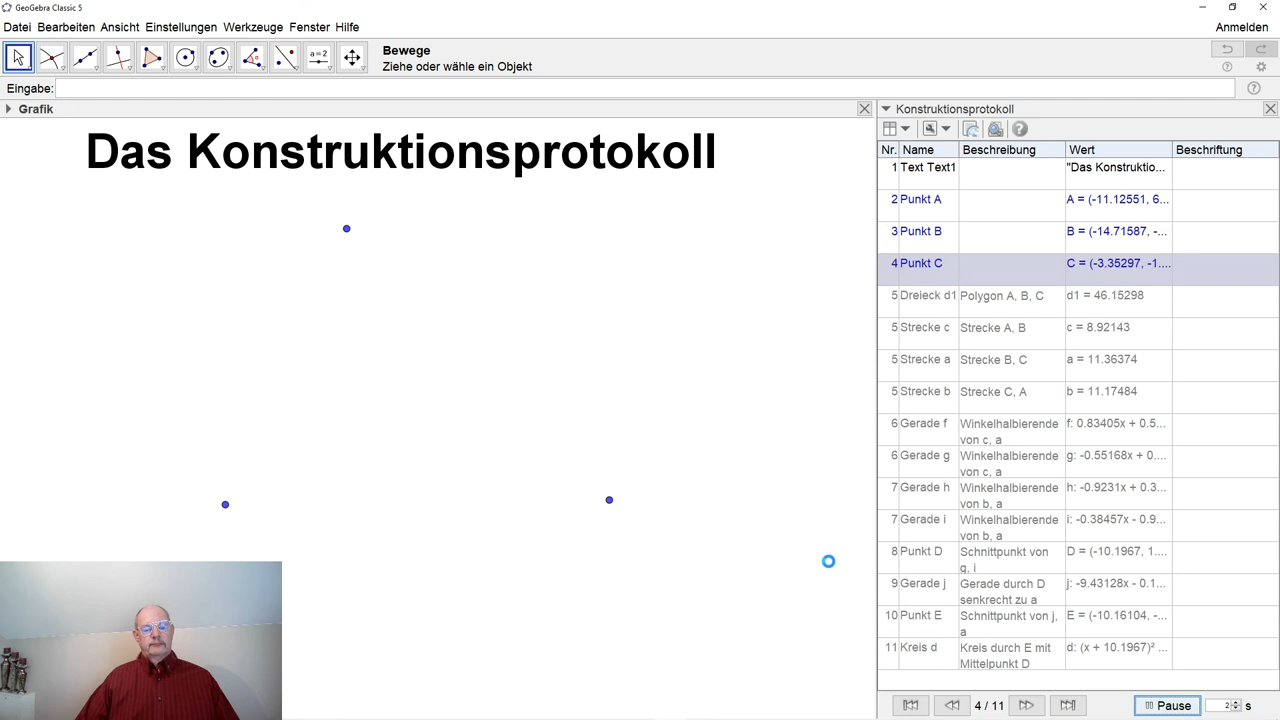 GeoGebra Classic 5
Datei Bearbeiten Ansicht Einstellungen Werkzeuge Fenster Hilfe
Anmelden
a=2
Bewege
Ziehe oder wähle ein Objekt
Eingabe:
Grafik
Das Konstruktionsprotokoll
Konstruktionsprotokoll
Nr. Name Beschreibung Wert Beschriftung
1 Text Text1 "Das Konstruktio...
2 Punkt A A = (-11.12551, 6...
3 Punkt B B = (-14.71587, -...
4 Punkt C C = (-3.35297, -1....
5 Dreieck d1 Polygon A, B, C d1 = 46.15298
5 Strecke c Strecke A, B c = 8.92143
5 Strecke a Strecke B, C a = 11.36374
5 Strecke b Strecke C, A b = 11.17484
6 Gerade f Winkelhalbierende f: 0.83405x + 0.5...
von c, a
6 Gerade g Winkelhalbierende g: -0.55168x + 0....
von c, a
7 Gerade h Winkelhalbierende h: -0.9231x + 0.3...
von b, a
7 Gerade i Winkelhalbierende i: -0.38457x - 0.9...
von b, a
8 Punkt D Schnittpunkt von D = (-10.1967, 1....
g, i
9 Gerade j Gerade durch D j: -9.43128x - 0.1...
senkrecht zu a
10 Punkt E Schnittpunkt von j, E = (-10.16104, -...
a
11 Kreis d Kreis durch E mit d: (x + 10.1967)² ...
Mittelpunkt D
4 / 11
Pause
2 s